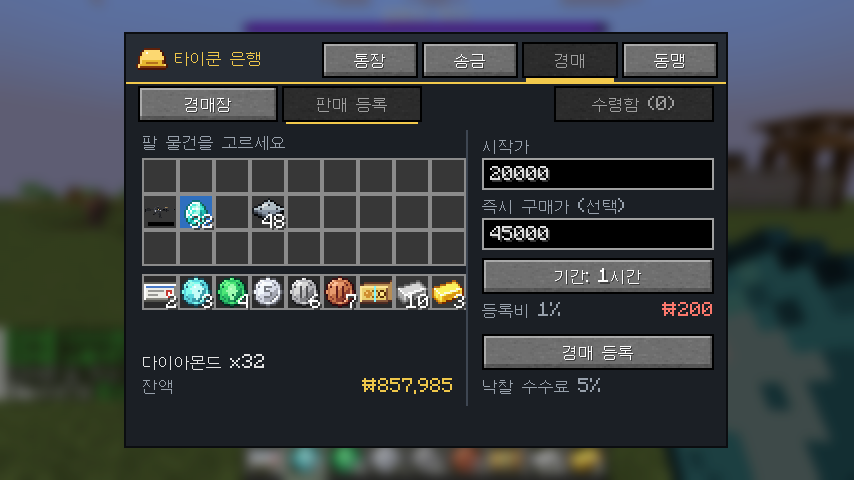 타이쿤 은행
통장
송금
경매
동맹
경매장
판매 등록
수령함 (0)
팔 물건을 고르세요
32
48
2
3
4
5
6
7
10
3
다이아몬드 x32
잔액
₩857,985
시작가
20000
즉시 구매가 (선택)
45000
기간: 1시간
등록비 1%
₩200
경매 등록
낙찰 수수료 5%